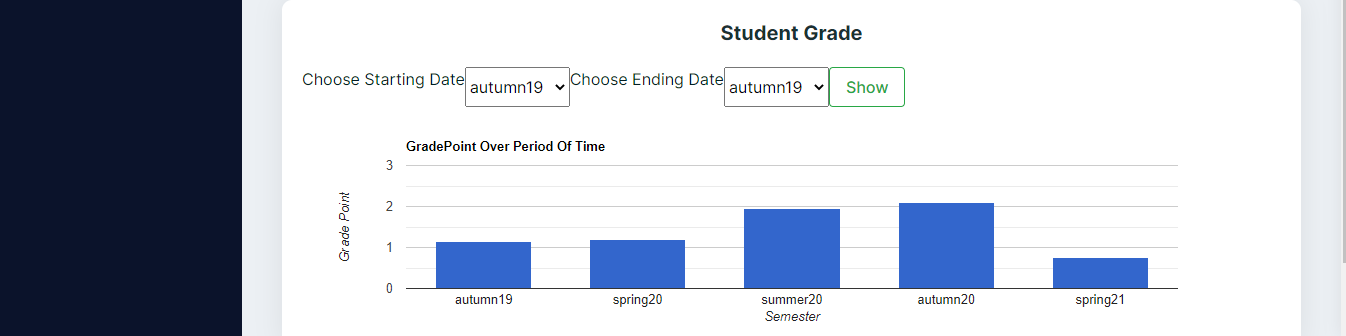 Student Grade
Choose Starting Date autumn19 Choose Ending Date autumn19 Show
GradePoint Over Period Of Time
3
2
1
0
Grade Point
autumn19 spring20 summer20 autumn20 spring21
Semester